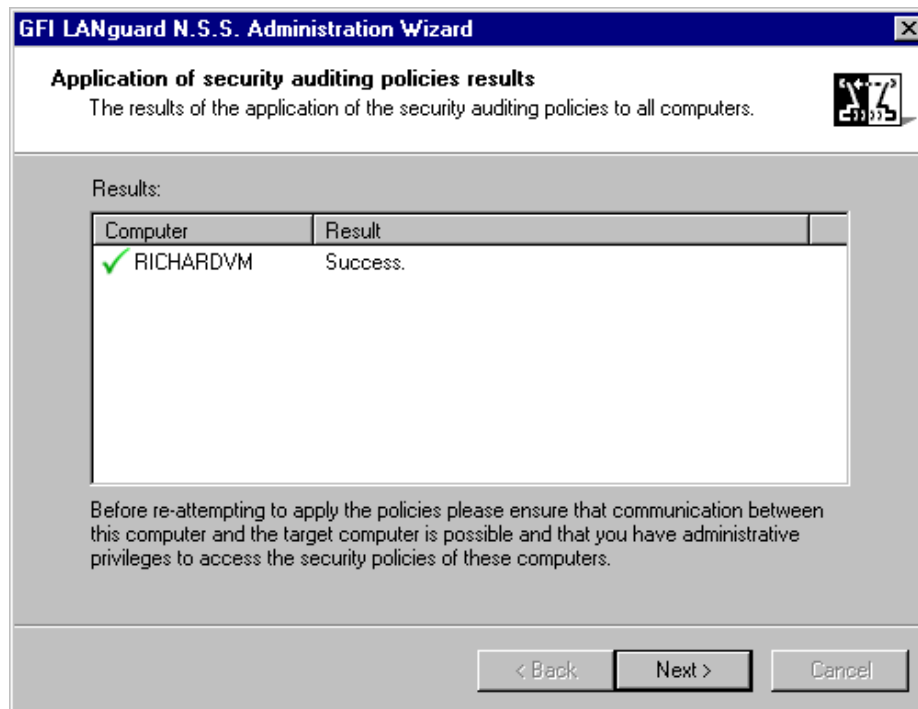 GFI LANguard N.S.S. Administration Wizard
Application of security auditing policies results
The results of the application of the security auditing policies to all computers.
Results:
Computer Result
RICHARDVM Success.
Before re-attempting to apply the policies please ensure that communication between
this computer and the target computer is possible and that you have administrative
privileges to access the security policies of these computers.
< Back Next > Cancel